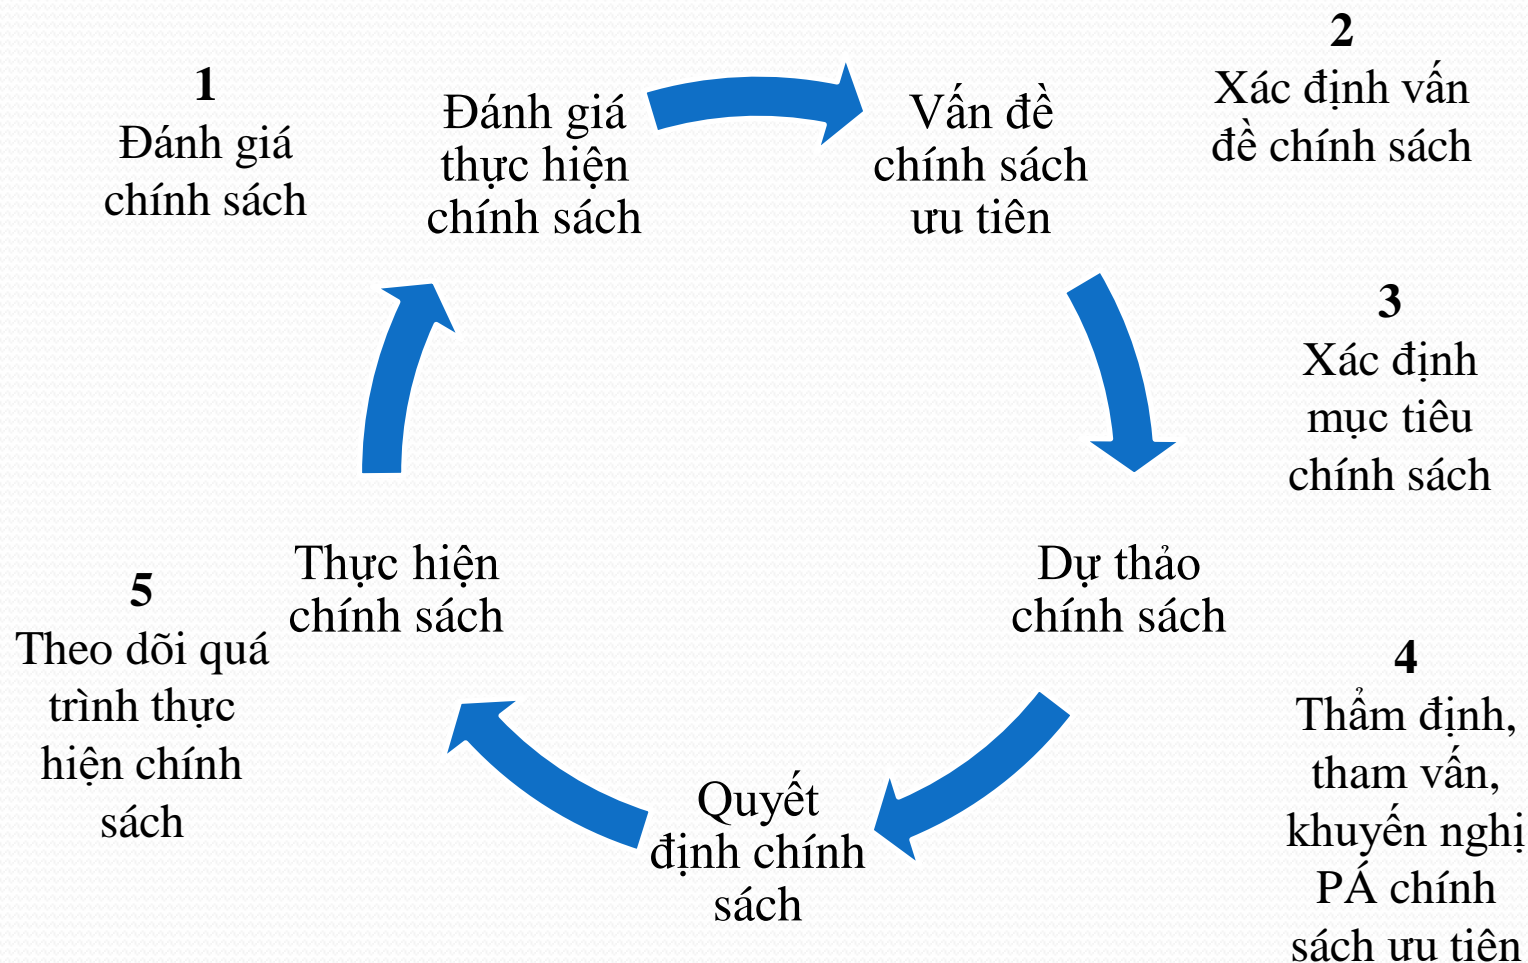 1
Đánh giá
chính sách
Đánh giá
thực hiện
chính sách
Vấn đề
chính sách
ưu tiên
2
Xác định vấn
đề chính sách
3
Xác định
mục tiêu
chính sách
Dự thảo
chính sách
4
Thẩm định,
tham vấn,
khuyến nghị
PÁ chính
sách ưu tiên
Quyết
định chính
sách
Thực hiện
chính sách
5
Theo dõi quá
trình thực
hiện chính
sách